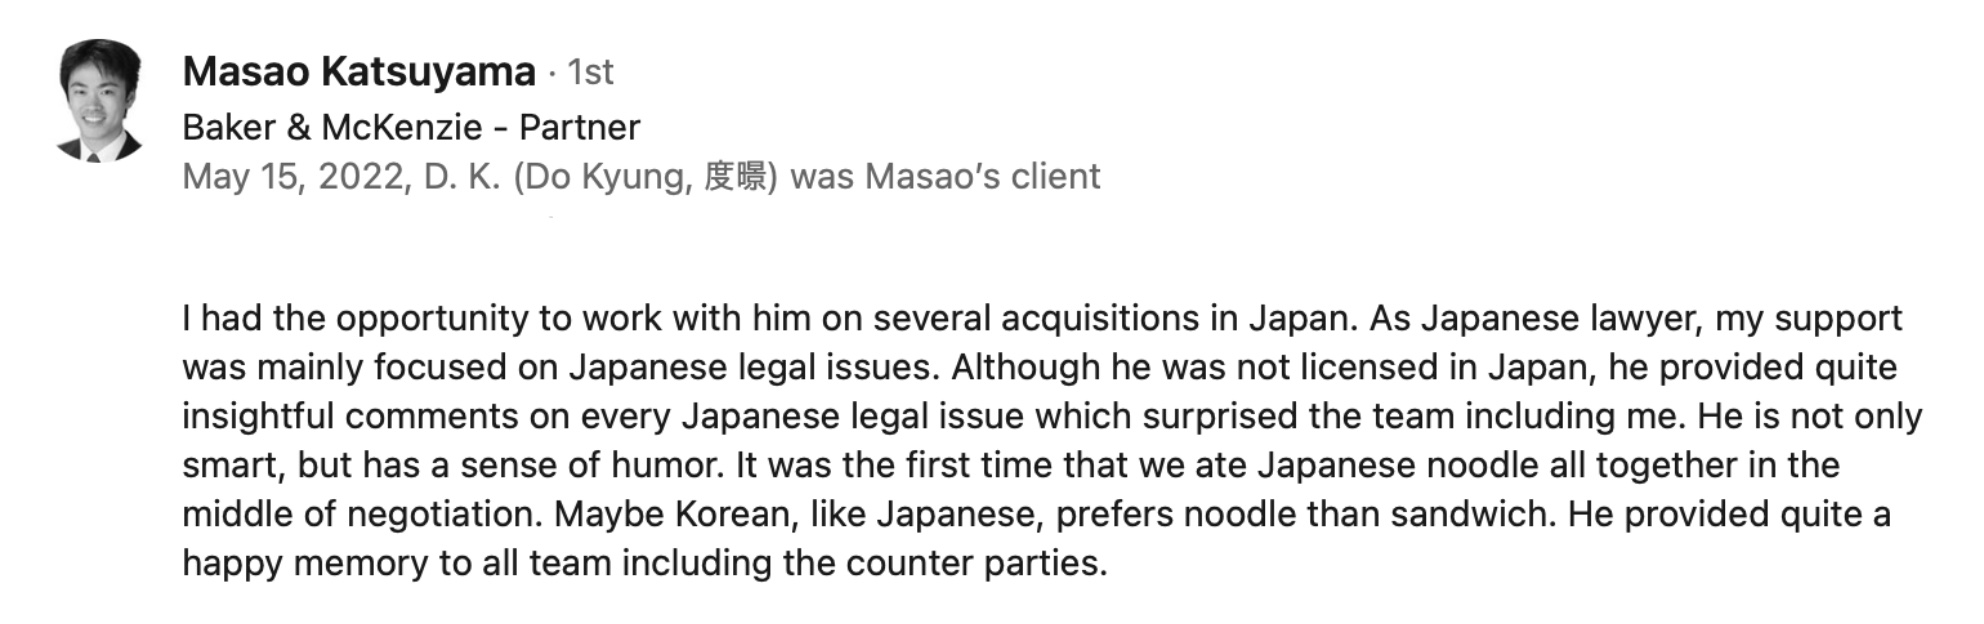 Masao Katsuyama · 1st
Baker & McKenzie - Partner
May 15, 2022, D. K. (Do Kyung, 度暻) was Masao’s client
I had the opportunity to work with him on several acquisitions in Japan. As Japanese lawyer, my support
was mainly focused on Japanese legal issues. Although he was not licensed in Japan, he provided quite
insightful comments on every Japanese legal issue which surprised the team including me. He is not only
smart, but has a sense of humor. It was the first time that we ate Japanese noodle all together in the
middle of negotiation. Maybe Korean, like Japanese, prefers noodle than sandwich. He provided quite a
happy memory to all team including the counter parties.